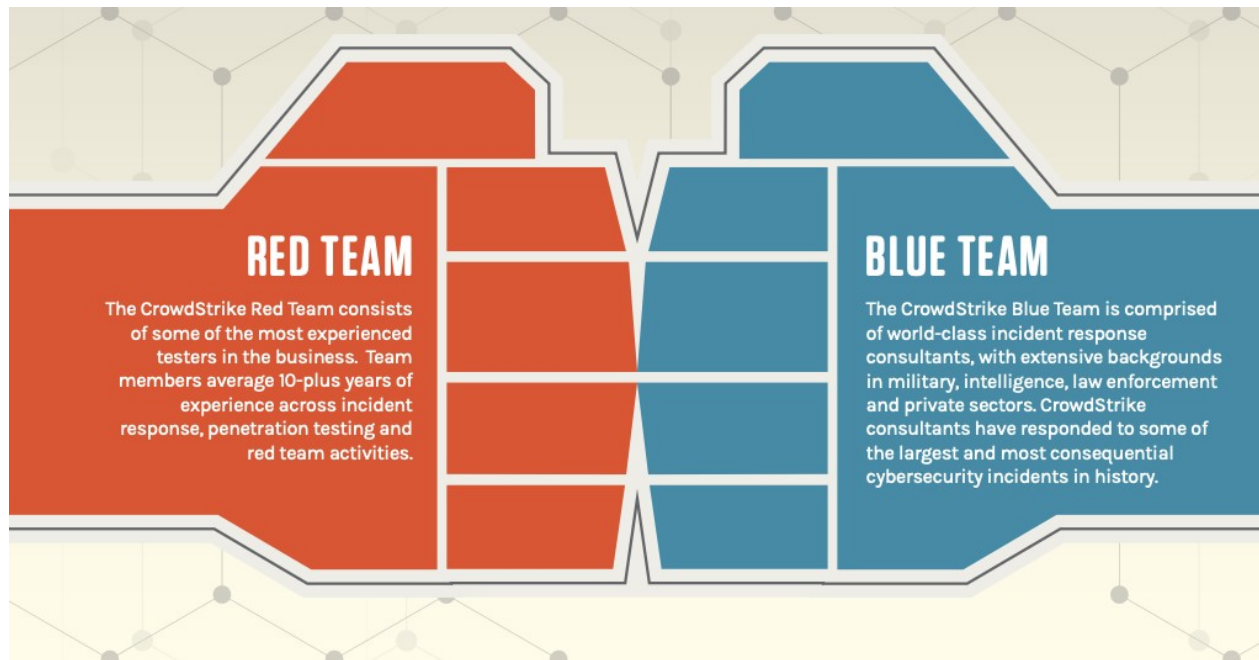 RED TEAM
The CrowdStrike Red Team consists
of some of the most experienced
testers in the business. Team
members average 10-plus years of
experience across incident
response, penetration testing and
red team activities.
BLUE TEAM
The CrowdStrike Blue Team is comprised
of world-class incident response
consultants, with extensive backgrounds
in military, intelligence, law enforcement
and private sectors. CrowdStrike
consultants have responded to some of
the largest and most consequential
cybersecurity incidents in history.